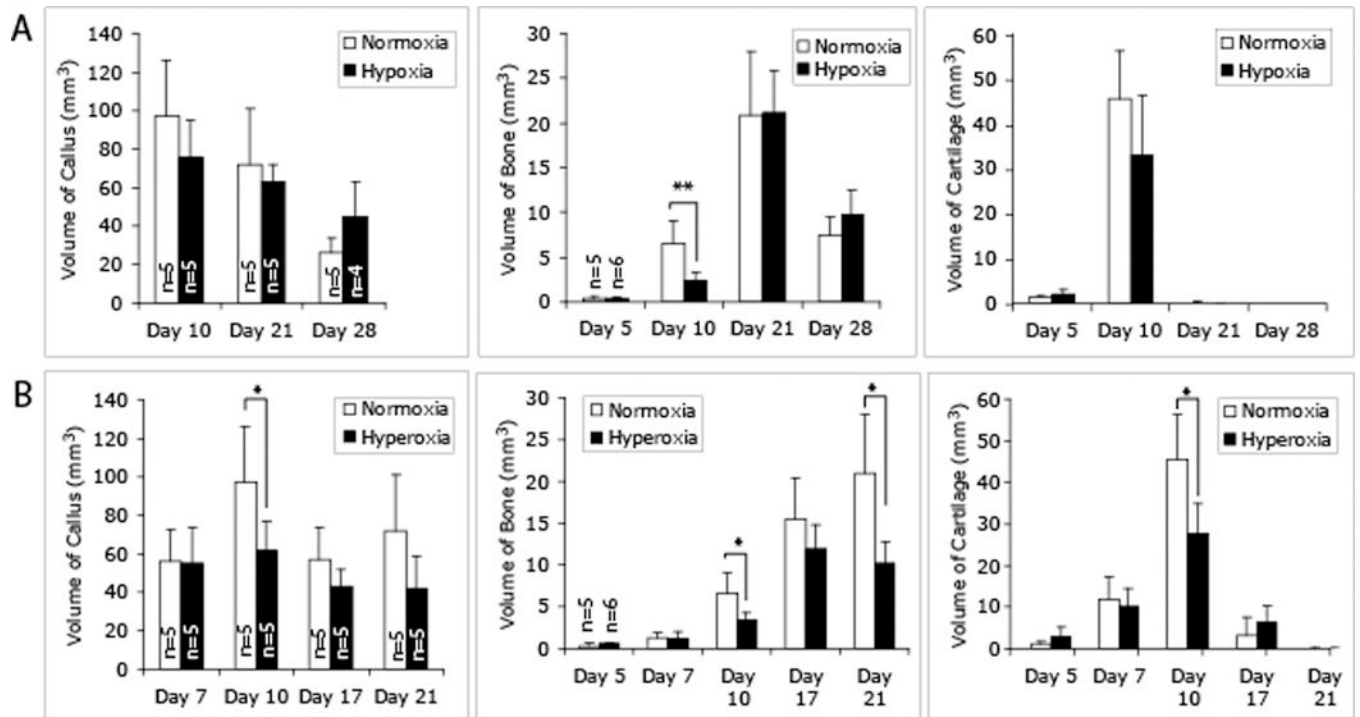 A
Volume of Callus (mm³)
140
120
100
80
60
40
20
0
Normoxia
Hypoxia
n=5
n=5
n=5
n=5
n=5
n=4
Day 10 Day 21 Day 28
Volume of Bone (mm³)
30
25
20
15
10
5
0
Normoxia
Hypoxia
**
n=5
n=6
Day 5 Day 10 Day 21 Day 28
Volume of Cartilage (mm³)
60
50
40
30
20
10
0
Normoxia
Hypoxia
Day 5 Day 10 Day 21 Day 28
B
Volume of Callus (mm³)
140
120
100
80
60
40
20
0
*
Normoxia
Hyperoxia
n=5
n=5
n=5
n=5
n=5
n=5
n=5
n=5
Day 7 Day 10 Day 17 Day 21
Volume of Bone (mm³)
30
25
20
15
10
5
0
Normoxia
Hyperoxia
*
*
n=5
n=6
Day 5 Day 7 Day Day Day
10 17 21
Volume of Cartilage (mm³)
60
50
40
30
20
10
0
*
Normoxia
Hyperoxia
Day 5 Day 7 Day Day Day
10 17 21